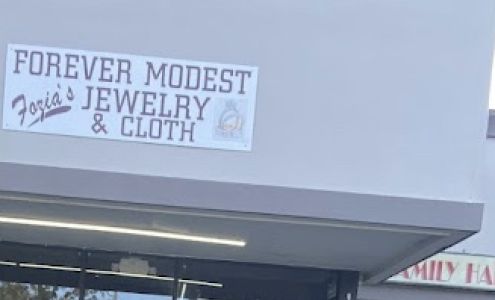 FOREVER MODEST
Fozia's JEWELRY
& CLOTH